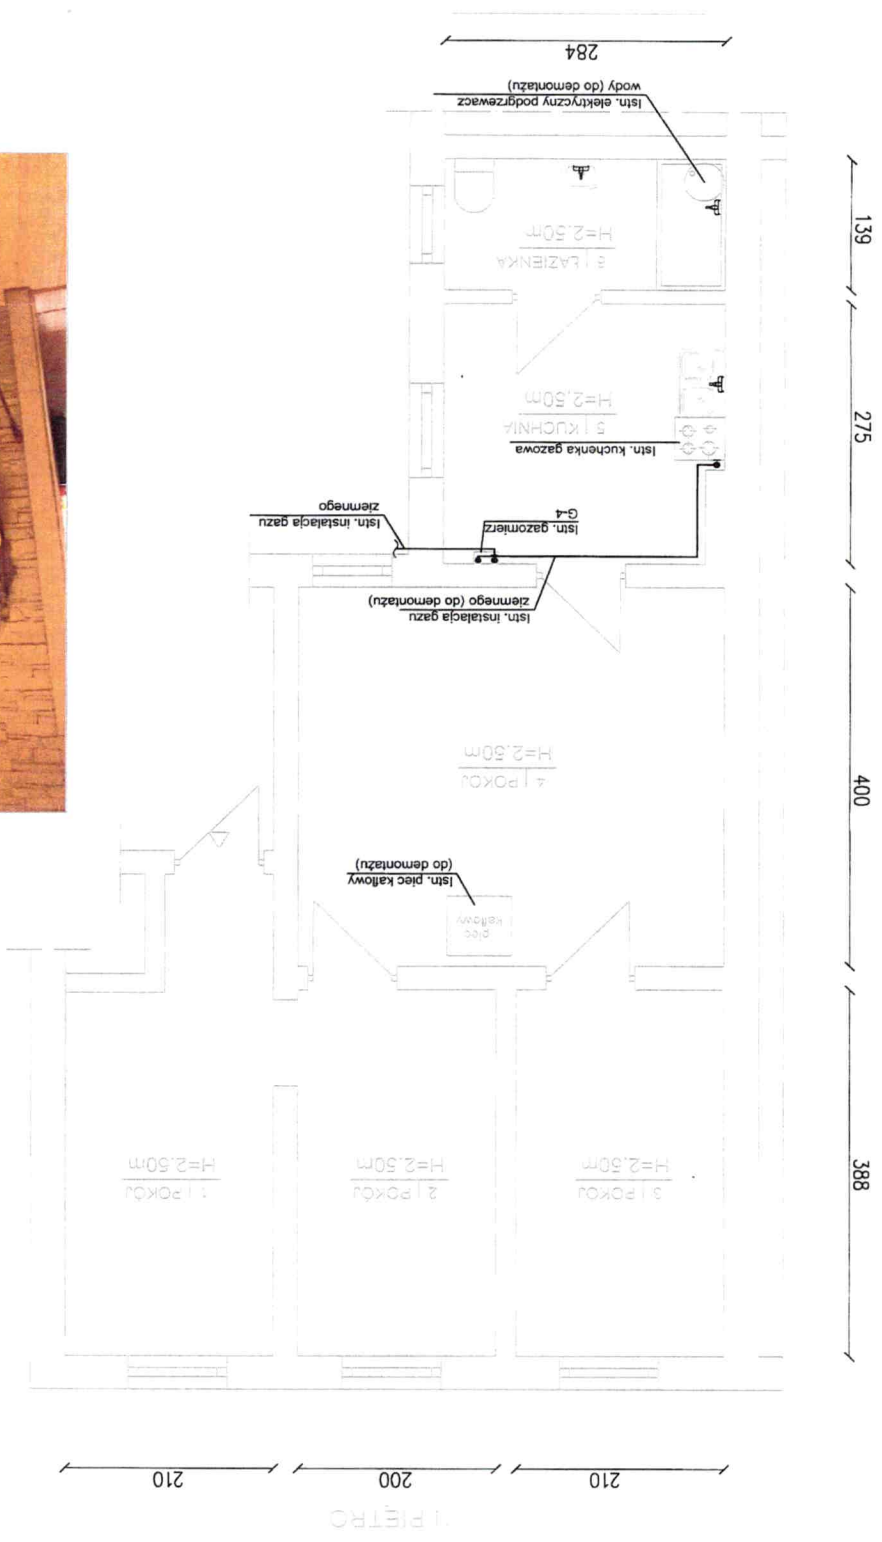 PIĘTRO
210
200
210
388
3 | POKÓJ
H=2.50m
2 | POKÓJ
H=2.50m
1 | POKÓJ
H=2.50m
piec
kaflowy
Istn. piec kaflowy
(do demontażu)
400
4 | POKÓJ
H=2.50m
Istn. instalacja gazu
ziemnego (do demontażu)
Istn. gazomierz
G-4
Istn. instalacja gazu
ziemnego
275
Istn. kuchenka gazowa
5 | KUCHNIA
H=2,50m
139
6 | ŁAZIENKA
H=2.50m
Istn. elektryczny podgrzewacz
wody (do demontażu)
284